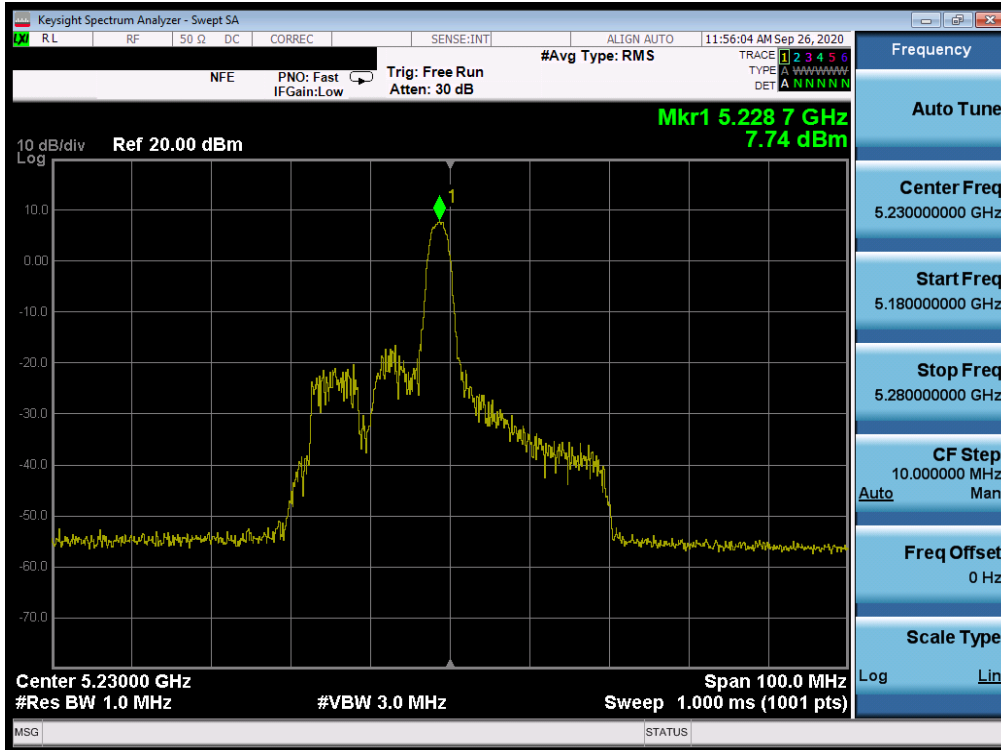 Keysight Spectrum Analyzer - Swept SA
LXI RL RF 50 Ω DC CORREC SENSE:INT ALIGN AUTO 11:56:04 AM Sep 26, 2020
#Avg Type: RMS
TRACE 1 2 3 4 5 6
TYPE A WWWWW
DET A N N N N N
NFE
PNO: Fast
IFGain:Low
Trig: Free Run
Atten: 30 dB
Mkr1 5.228 7 GHz
7.74 dBm
10 dB/div
Log
Ref 20.00 dBm
1
10.0
0.00
-10.0
-20.0
-30.0
-40.0
-50.0
-60.0
-70.0
Center 5.23000 GHz
Span 100.0 MHz
#Res BW 1.0 MHz
#VBW 3.0 MHz
Sweep 1.000 ms (1001 pts)
MSG
STATUS
Frequency
Auto Tune
Center Freq
5.230000000 GHz
Start Freq
5.180000000 GHz
Stop Freq
5.280000000 GHz
CF Step
10.000000 MHz
Auto Man
Freq Offset
0 Hz
Scale Type
Log Lin